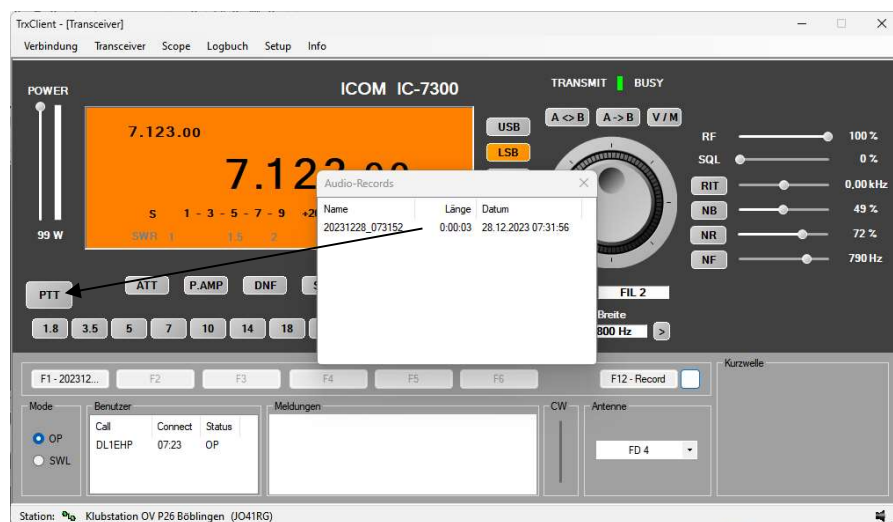 TrxClient - [Transceiver]
Verbindung Transceiver Scope Logbuch Setup Info
POWER
ICOM IC-7300
TRANSMIT BUSY
7.123.00
USB
A <> B A -> B V / M
LSB
RF 100 %
SQL 0 %
RIT 0,00 kHz
NB 49 %
NR 72 %
NF 790 Hz
S 1 - 3 - 5 - 7 - 9
SWR 1 1.5 2
99 W
Audio-Records
Name Länge Datum
20231228_073152 0:00:03 28.12.2023 07:31:56
PTT
ATT P.AMP DNF
FIL 2
Breite
800 Hz >
1.8 3.5 5 7 10 14 18
F1 - 202312... F2 F3 F4 F5 F6 F12 - Record
Kurzwelle
Mode Benutzer Meldungen CW Antenne
OP
SWL
Call Connect Status
DL1EHP 07:23 OP
FD 4
Station: Klubstation OV P26 Böblingen (JO41RG)